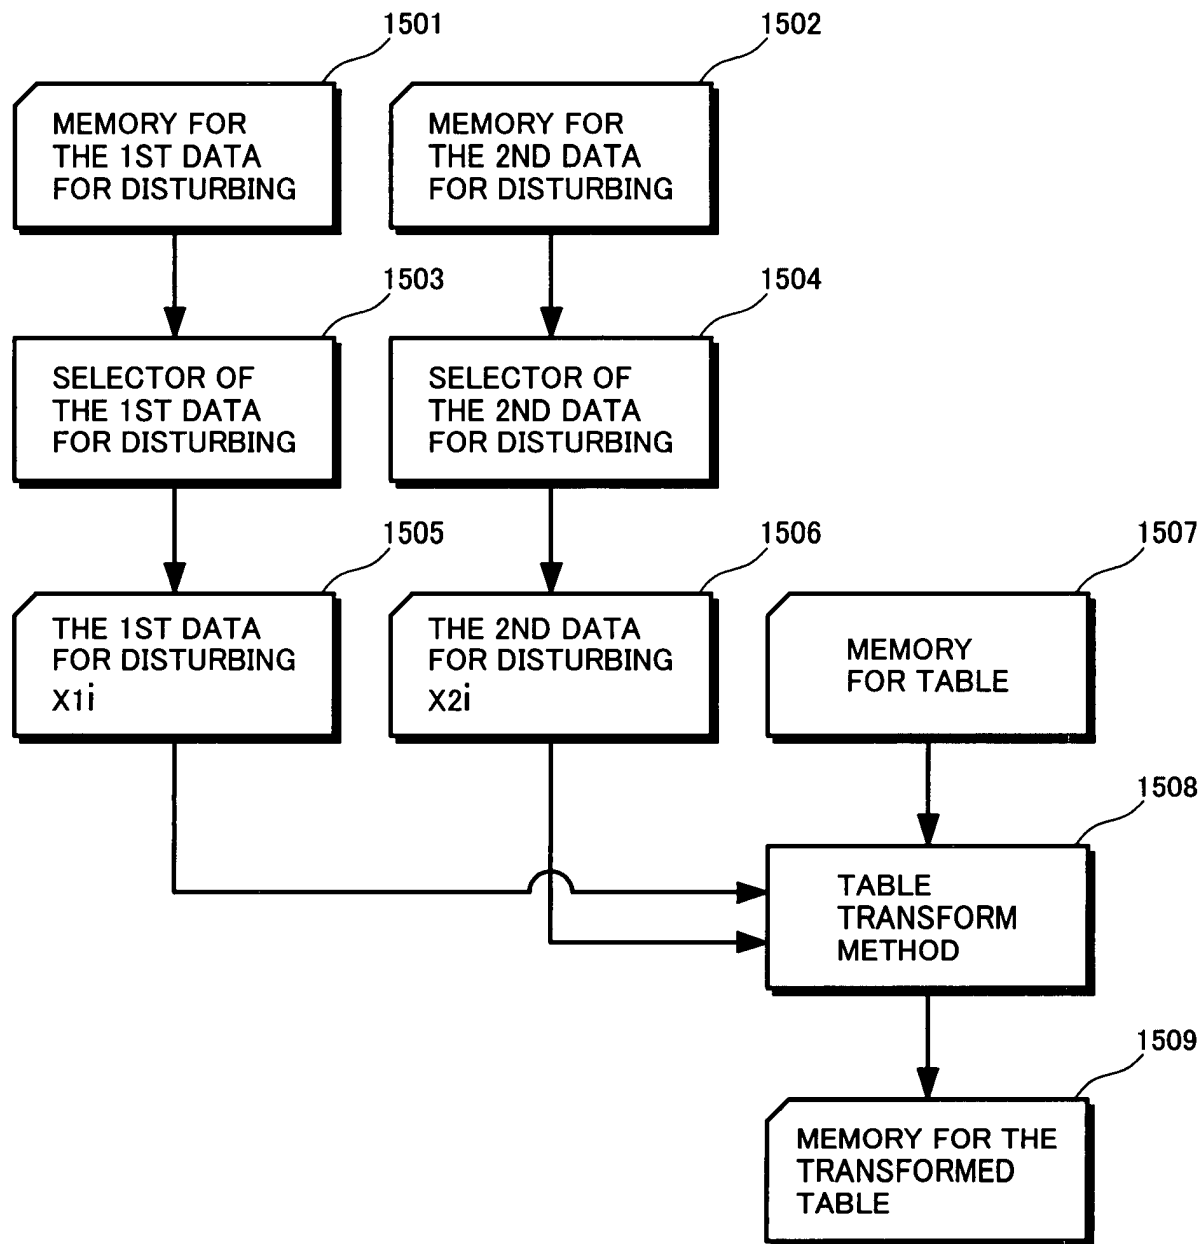 1501
1502
MEMORY FOR
THE 1ST DATA
FOR DISTURBING
MEMORY FOR
THE 2ND DATA
FOR DISTURBING
1503
1504
SELECTOR OF
THE 1ST DATA
FOR DISTURBING
SELECTOR OF
THE 2ND DATA
FOR DISTURBING
1505
1506
1507
THE 1ST DATA
FOR DISTURBING
X1i
THE 2ND DATA
FOR DISTURBING
X2i
MEMORY
FOR TABLE
1508
TABLE
TRANSFORM
METHOD
1509
MEMORY FOR THE
TRANSFORMED
TABLE